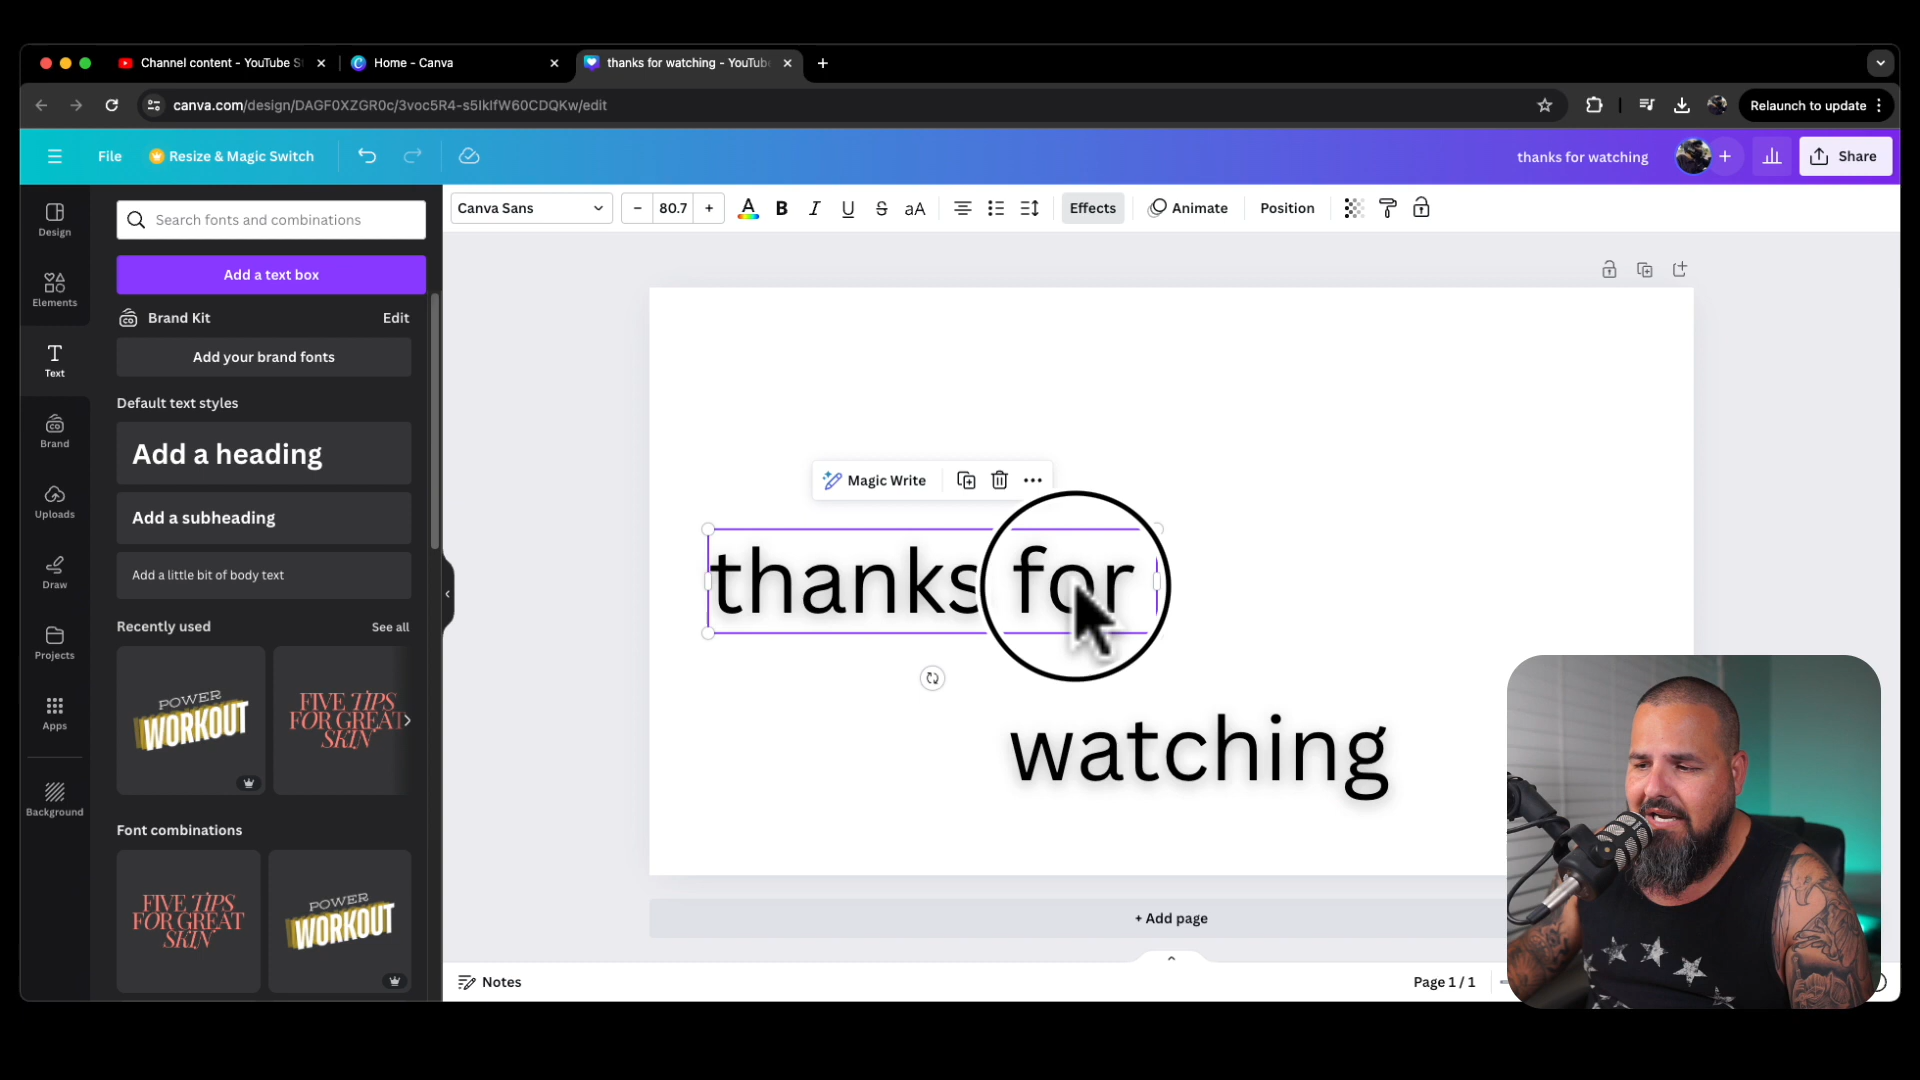 Channel content - YouTube S
Home - Canva
thanks for watching - YouTube
canva.com/design/DAGF0XZGR0c/3voc5R4-s5IklfW60CDQKw/edit
Relaunch to update
File
Resize & Magic Switch
thanks for watching
Share
Design
Elements
Text
Brand
Uploads
Draw
Projects
Apps
Background
Search fonts and combinations
Add a text box
Brand Kit
Edit
Add your brand fonts
Default text styles
Add a heading
Add a subheading
Add a little bit of body text
Recently used
See all
POWER
WORKOUT
FIVE TIPS
FOR GREAT
SKIN
Font combinations
FIVE TIPS
FOR GREAT
SKIN
POWER
WORKOUT
Canva Sans
- 80.7 +
A B I U S aA
Effects
Animate
Position
Magic Write
thanks for
watching
+ Add page
Notes
Page 1 / 1